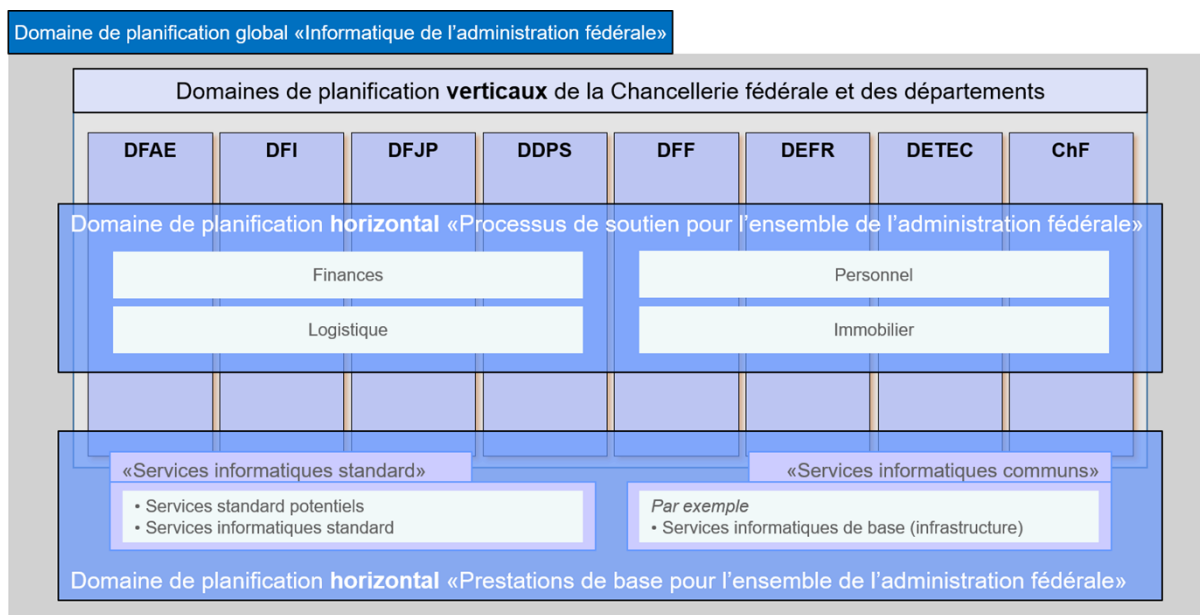 Domaine de planification global «Informatique de l’administration fédérale»
Domaines de planification verticaux de la Chancellerie fédérale et des départements
DFAE DFI DFJP DDPS DFF DEFR DETEC ChF
Domaine de planification horizontal «Processus de soutien pour l’ensemble de l’administration fédérale»
Finances
Personnel
Logistique
Immobilier
«Services informatiques standard»
• Services standard potentiels
• Services informatiques standard
«Services informatiques communs»
Par exemple
• Services informatiques de base (infrastructure)
Domaine de planification horizontal «Prestations de base pour l’ensemble de l’administration fédérale»